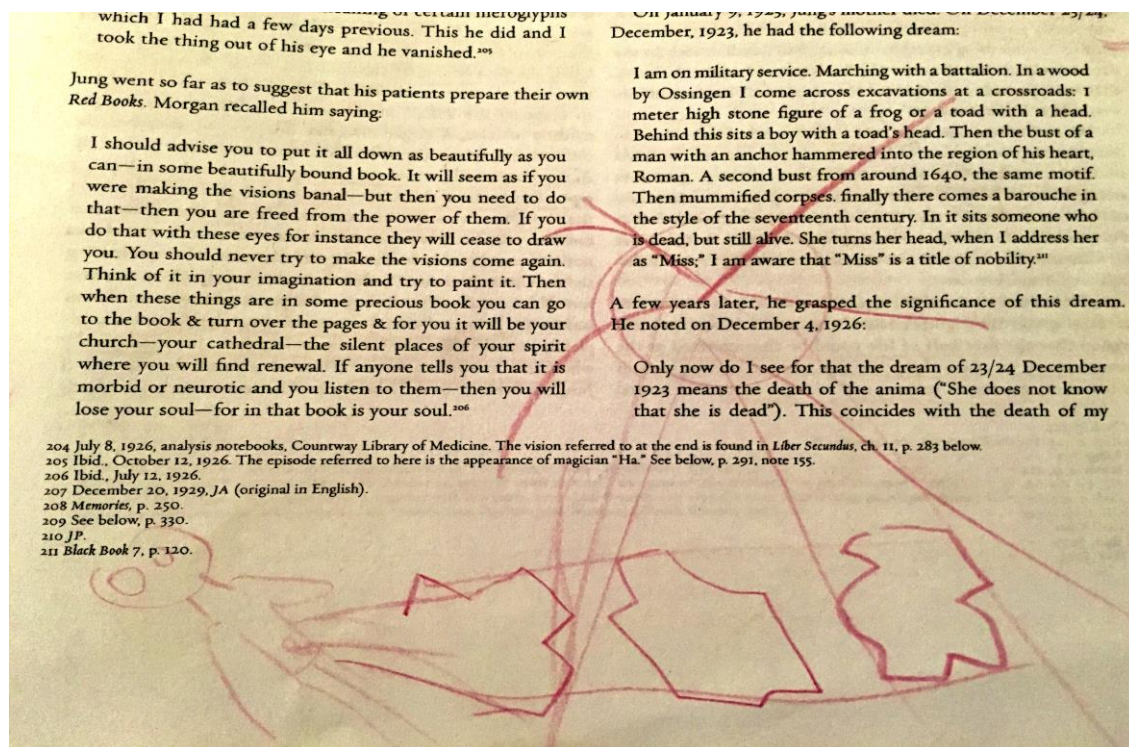 of certain hieroglyphs
which I had had a few days previous. This he did and I
took the thing out of his eye and he vanished.²⁰⁵
Jung went so far as to suggest that his patients prepare their own
Red Books. Morgan recalled him saying:
I should advise you to put it all down as beautifully as you
can—in some beautifully bound book. It will seem as if you
were making the visions banal—but then you need to do
that—then you are freed from the power of them. If you
do that with these eyes for instance they will cease to draw
you. You should never try to make the visions come again.
Think of it in your imagination and try to paint it. Then
when these things are in some precious book you can go
to the book & turn over the pages & for you it will be your
church—your cathedral—the silent places of your spirit
where you will find renewal. If anyone tells you that it is
morbid or neurotic and you listen to them—then you will
lose your soul—for in that book is your soul.²⁰⁶
On January 9, 1923, Jung's mother died. On December 23/24,
December, 1923, he had the following dream:
I am on military service. Marching with a battalion. In a wood
by Ossingen I come across excavations at a crossroads: 1
meter high stone figure of a frog or a toad with a head.
Behind this sits a boy with a toad's head. Then the bust of a
man with an anchor hammered into the region of his heart,
Roman. A second bust from around 1640, the same motif.
Then mummified corpses. finally there comes a barouche in
the style of the seventeenth century. In it sits someone who
is dead, but still alive. She turns her head, when I address her
as “Miss;” I am aware that “Miss” is a title of nobility.²¹¹
A few years later, he grasped the significance of this dream.
He noted on December 4, 1926:
Only now do I see for that the dream of 23/24 December
1923 means the death of the anima (“She does not know
that she is dead”). This coincides with the death of my
204 July 8, 1926, analysis notebooks, Countway Library of Medicine. The vision referred to at the end is found in Liber Secundus, ch. 11, p. 283 below.
205 Ibid., October 12, 1926. The episode referred to here is the appearance of magician “Ha.” See below, p. 291, note 155.
206 Ibid., July 12, 1926.
207 December 20, 1929, JA (original in English).
208 Memories, p. 250.
209 See below, p. 330.
210 JP.
211 Black Book 7, p. 120.